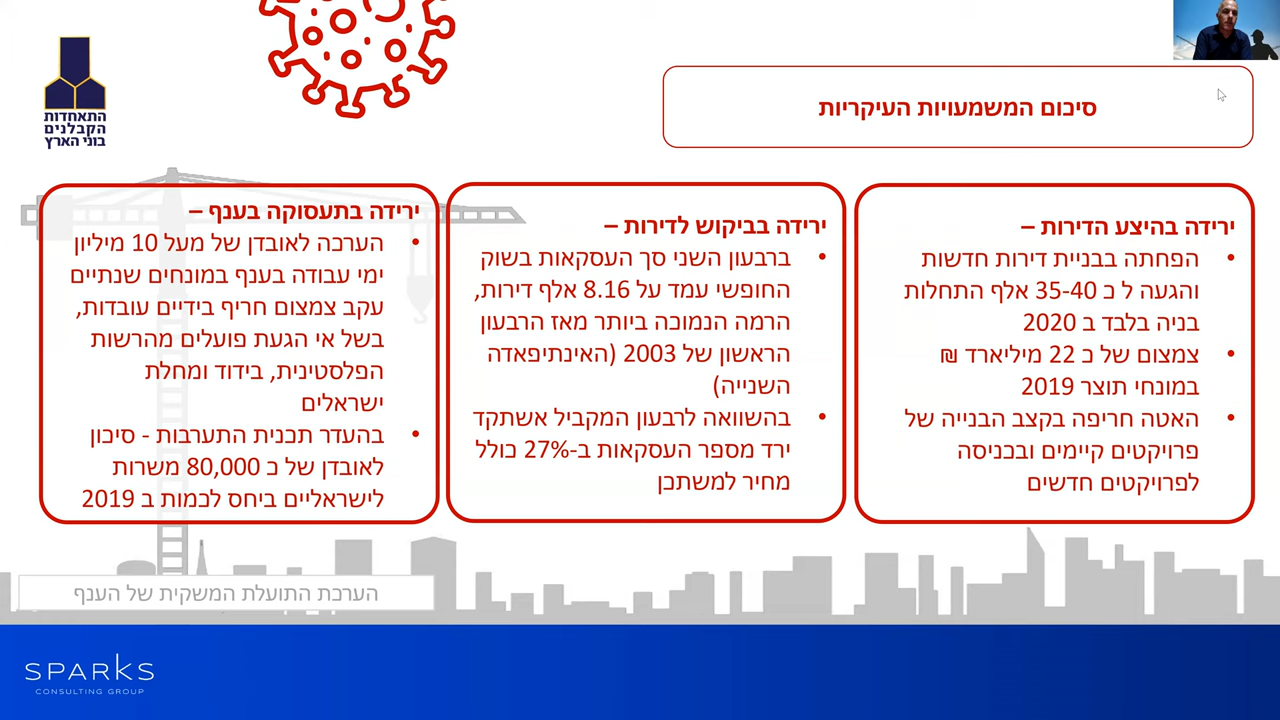 התאחדות
הקבלנים
בוני הארץ
סיכום המשמעויות העיקריות
ירידה בהיצע הדירות –
• הפחתה בבניית דירות חדשות
והגעה ל כ 35-40 אלף התחלות
בניה בלבד ב 2020
• צמצום של כ 22 מיליארד ₪
במונחי תוצר 2019
• האטה חריפה בקצב הבנייה של
פרויקטים קיימים ובכניסה
לפרויקטים חדשים
ירידה בביקוש לדירות –
• ברבעון השני סך העסקאות בשוק
החופשי עמד על 8.16 אלף דירות,
הרמה הנמוכה ביותר מאז הרבעון
הראשון של 2003 (האינתיפאדה
השנייה)
• בהשוואה לרבעון המקביל אשתקד
ירד מספר העסקאות ב-27% כולל
מחיר למשתכן
ירידה בתעסוקה בענף –
• הערכה לאובדן של מעל 10 מיליון
ימי עבודה בענף במונחים שנתיים
עקב צמצום חריף בידיים עובדות,
בשל אי הגעת פועלים מהרשות
הפלסטינית, בידוד ומחלת
ישראלים
• בהעדר תכנית התערבות - סיכון
לאובדן של כ 80,000 משרות
לישראליים ביחס לכמות ב 2019
הערכת התועלת המשקית של הענף
SPARKS
CONSULTING GROUP